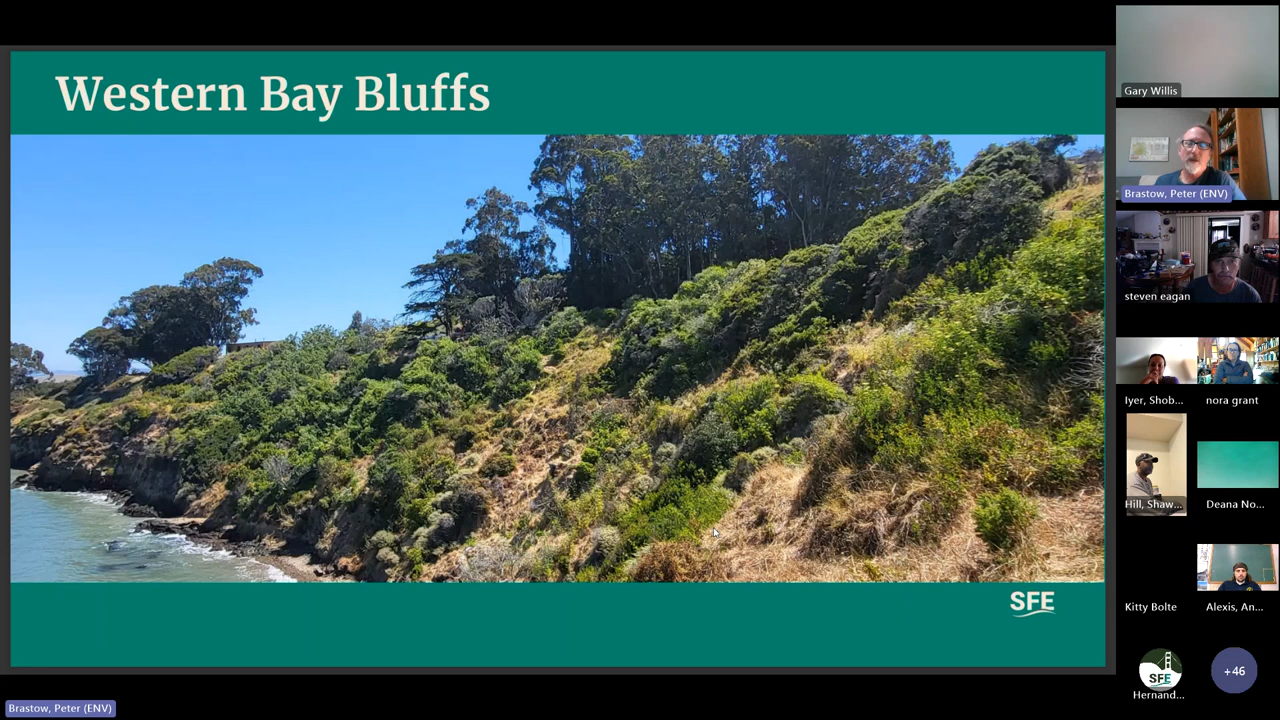 Western Bay Bluffs
SFE
Brastow, Peter (ENV)
Gary Willis
Brastow, Peter (ENV)
steven eagan
Iyer, Shob...
nora grant
Hill, Shaw...
Deana No...
Kitty Bolte
Alexis, An...
SFE
Hernand...
+46